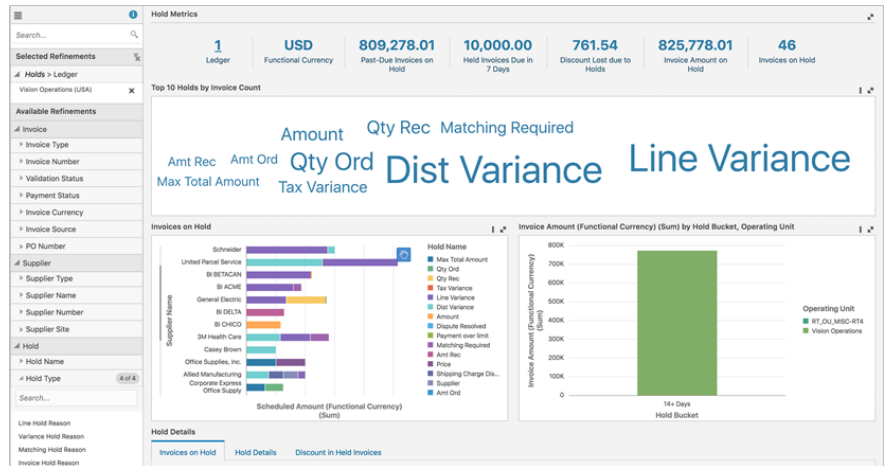 Search...
Selected Refinements
Holds > Ledger
Vision Operations (USA)
Available Refinements
Invoice
Invoice Type
Invoice Number
Validation Status
Payment Status
Invoice Currency
Invoice Source
PO Number
Supplier
Supplier Type
Supplier Name
Supplier Number
Supplier Site
Hold
Hold Name
Hold Type 4 of 4
Search...
Line Hold Reason
Variance Hold Reason
Matching Hold Reason
Invoice Hold Reason
Hold Metrics
1
Ledger
USD
Functional Currency
809,278.01
Past-Due Invoices on
Hold
10,000.00
Held Invoices Due in
7 Days
761.54
Discount Lost due to
Holds
825,778.01
Invoice Amount on
Hold
46
Invoices on Hold
Top 10 Holds by Invoice Count
Amount Qty Rec Matching Required
Amt Rec Amt Ord Qty Ord Dist Variance Line Variance
Max Total Amount Tax Variance
Invoices on Hold
Supplier Name
Schneider
United Parcel Service
BI BETACAN
BI ACME
General Electric
BI DELTA
BI CHICO
3M Health Care
Casey Brown
Office Supplies, Inc.
Allied Manufacturing
Corporate Express
Office Supply
Scheduled Amount (Functional Currency)
(Sum)
Hold Name
Max Total Amount
Qty Ord
Qty Rec
Tax Variance
Line Variance
Dist Variance
Amount
Dispute Resolved
Payment over limit
Matching Required
Amt Rec
Price
Shipping Charge Dis...
Supplier
Amt Ord
Invoice Amount (Functional Currency) (Sum) by Hold Bucket, Operating Unit
Invoice Amount (Functional Currency)
(Sum)
800K
700K
600K
500K
400K
300K
200K
100K
0
14+ Days
Hold Bucket
Operating Unit
RT_OU_MISC-RT4
Vision Operations
Hold Details
Invoices on Hold Hold Details Discount in Held Invoices